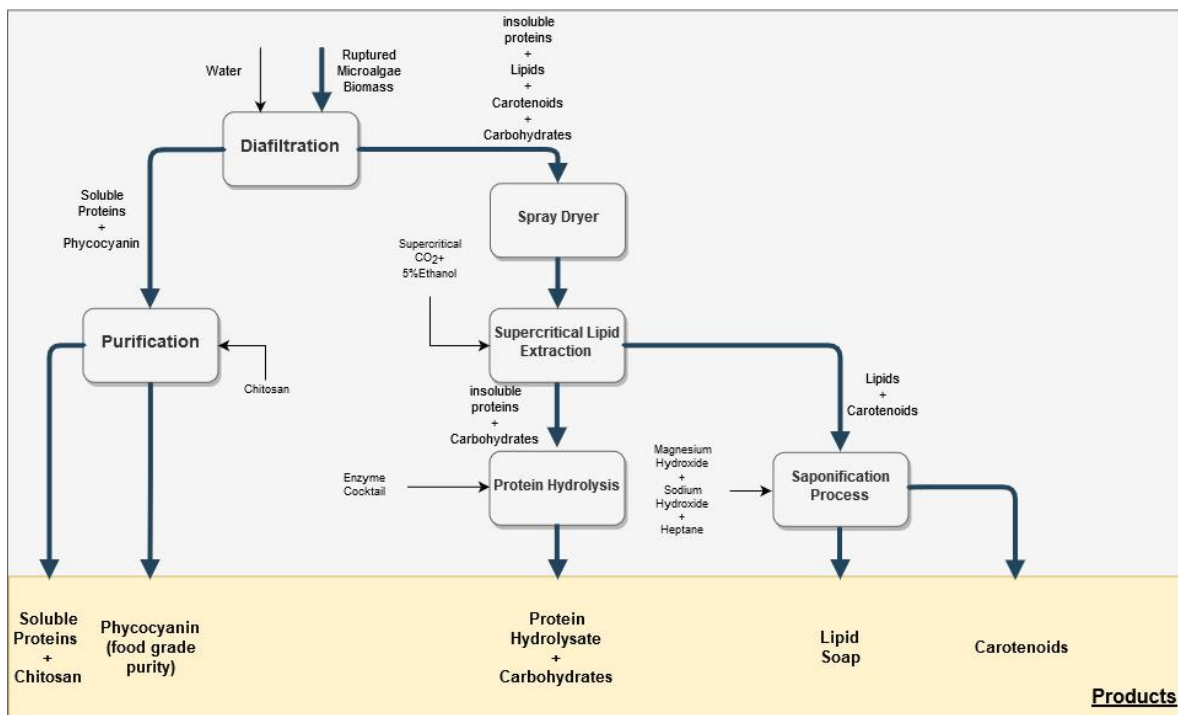 Water
Ruptured
Microalgae
Biomass
insoluble
proteins
+
Lipids
+
Carotenoids
+
Carbohydrates
Diafiltration
Soluble
Proteins
+
Phycocyanin
Spray Dryer
Supercritical
CO2+
5%Ethanol
Purification
Chitosan
Supercritical Lipid
Extraction
insoluble
proteins
+
Carbohydrates
Lipids
+
Carotenoids
Enzyme
Cocktail
Protein Hydrolysis
Magnesium
Hydroxide
+
Sodium
Hydroxide
+
Heptane
Saponification
Process
Soluble
Proteins
+
Chitosan
Phycocyanin
(food grade
purity)
Protein
Hydrolysate
+
Carbohydrates
Lipid
Soap
Carotenoids
Products